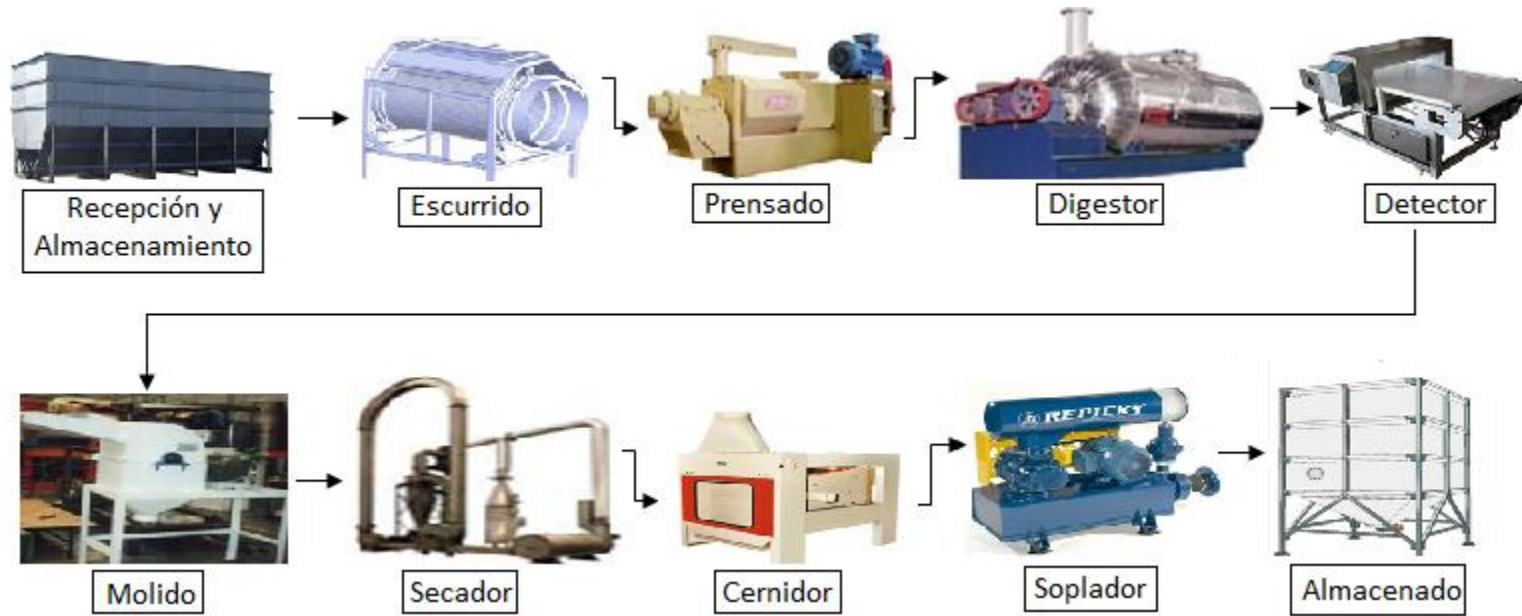 Recepción y
Almacenamiento
Escurrido
Prensado
Digestor
Detector
REPICKY
Molido
Secador
Cernidor
Soplador
Almacenado